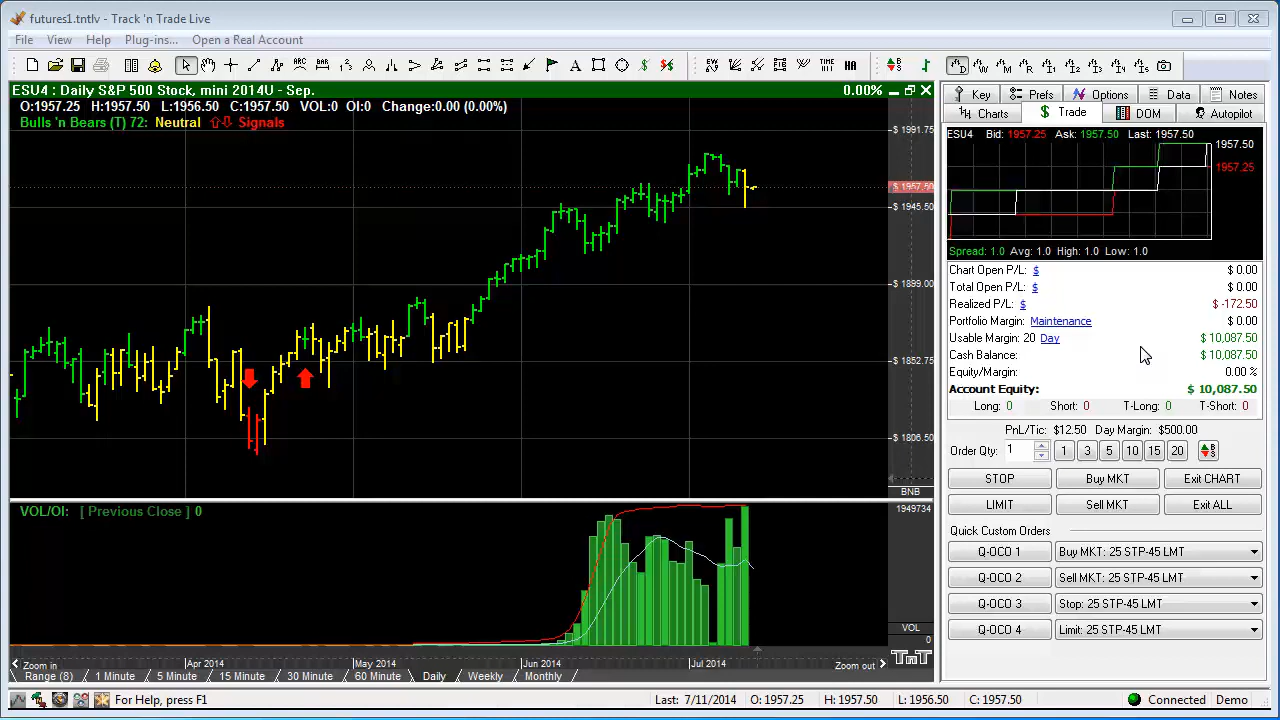 futures1.tntlv - Track 'n Trade Live
File View Help Plug-ins... Open a Real Account
ESU4 : Daily S&P 500 Stock, mini 2014U - Sep. 0.00%
O:1957.25 H:1957.50 L:1956.50 C:1957.50 VOL:0 OI:0 Change:0.00 (0.00%)
Bulls 'n Bears (T) 72: Neutral Signals
$ 1991.75
$ 1957.50
$ 1945.50
$ 1899.00
$ 1852.75
$ 1806.50
BNB
VOL/OI: [ Previous Close ] 0
1949734
VOL
0
Zoom in Apr 2014 May 2014 Jun 2014 Jul 2014 Zoom out
Range (8) 1 Minute 5 Minute 15 Minute 30 Minute 60 Minute Daily Weekly Monthly
TnT
Key Prefs Options Data Notes
Charts $ Trade DOM Autopilot
ESU4 Bid: 1957.25 Ask: 1957.50 Last: 1957.50
1957.50
1957.25
Spread: 1.0 Avg: 1.0 High: 1.0 Low: 1.0
Chart Open P/L: $ $ 0.00
Total Open P/L: $ $ 0.00
Realized P/L: $ $ -172.50
Portfolio Margin: Maintenance $ 0.00
Usable Margin: 20 Day $ 10,087.50
Cash Balance: $ 10,087.50
Equity/Margin: 0.00 %
Account Equity: $ 10,087.50
Long: 0 Short: 0 T-Long: 0 T-Short: 0
PnL/Tic: $12.50 Day Margin: $500.00
Order Qty: 1 1 3 5 10 15 20
STOP Buy MKT Exit CHART
LIMIT Sell MKT Exit ALL
Quick Custom Orders
Q-OCO 1 Buy MKT: 25 STP-45 LMT
Q-OCO 2 Sell MKT: 25 STP-45 LMT
Q-OCO 3 Stop: 25 STP-45 LMT
Q-OCO 4 Limit: 25 STP-45 LMT
For Help, press F1 Last: 7/11/2014 O: 1957.25 H: 1957.50 L: 1956.50 C: 1957.50 Connected Demo